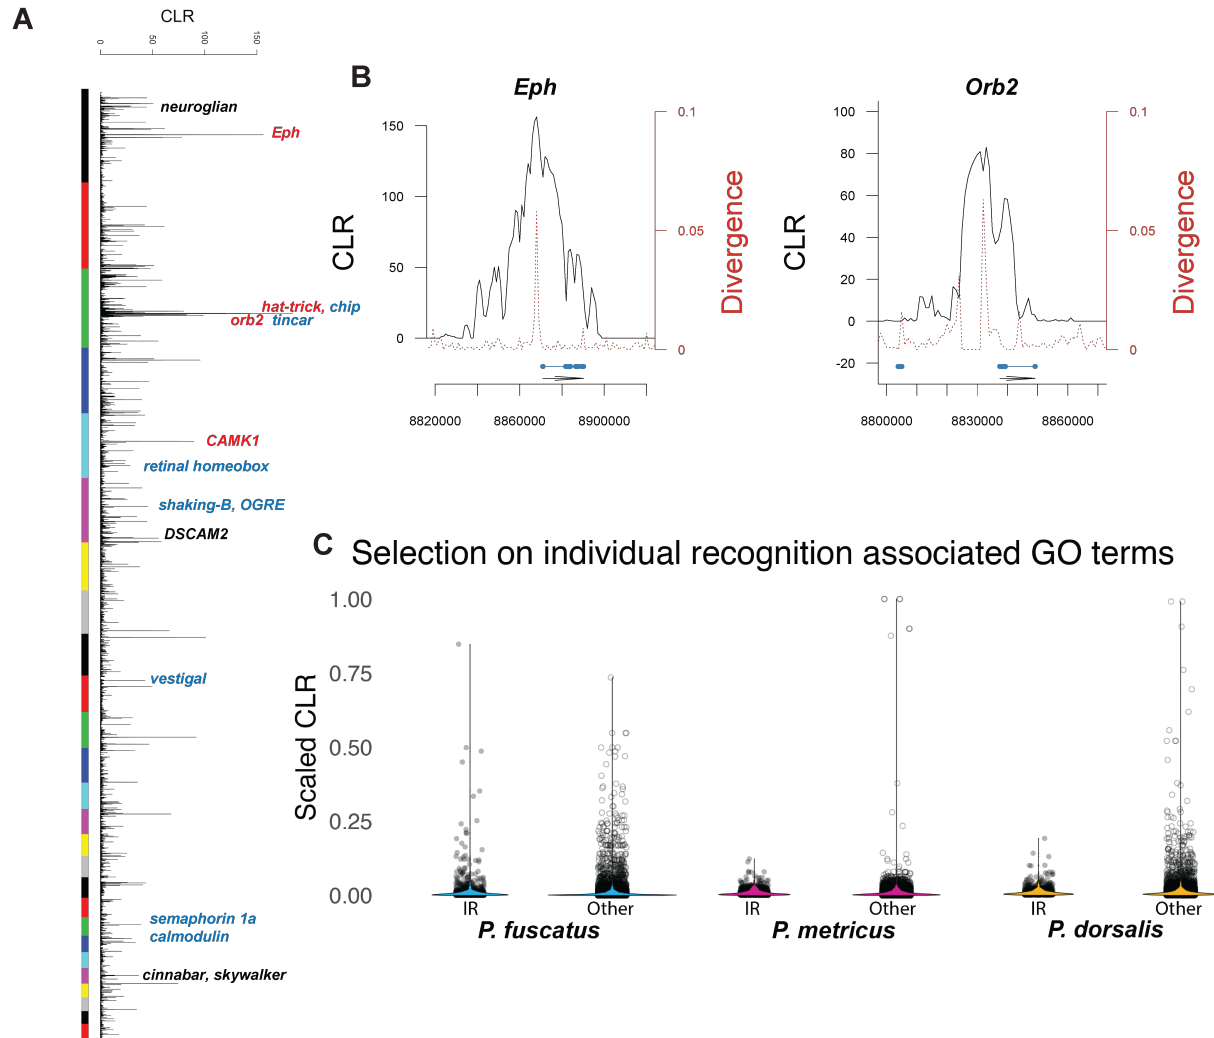 A
CLR
0
50
100
150
neuroglian
Eph
hat-trick, chip
orb2 tincar
CAMK1
retinal homeobox
shaking-B, OGRE
DSCAM2
vestigal
semaphorin 1a
calmodulin
cinnabar, skywalker
B
Eph
CLR
150
100
50
0
0.1
0.05
0
Divergence
8820000
8860000
8900000
Orb2
CLR
100
80
60
40
20
0
-20
0.1
0.05
0
Divergence
8800000
8830000
8860000
C
Selection on individual recognition associated GO terms
Scaled CLR
1.00
0.75
0.50
0.25
0.00
IR
Other
IR
Other
IR
Other
P. fuscatus
P. metricus
P. dorsalis